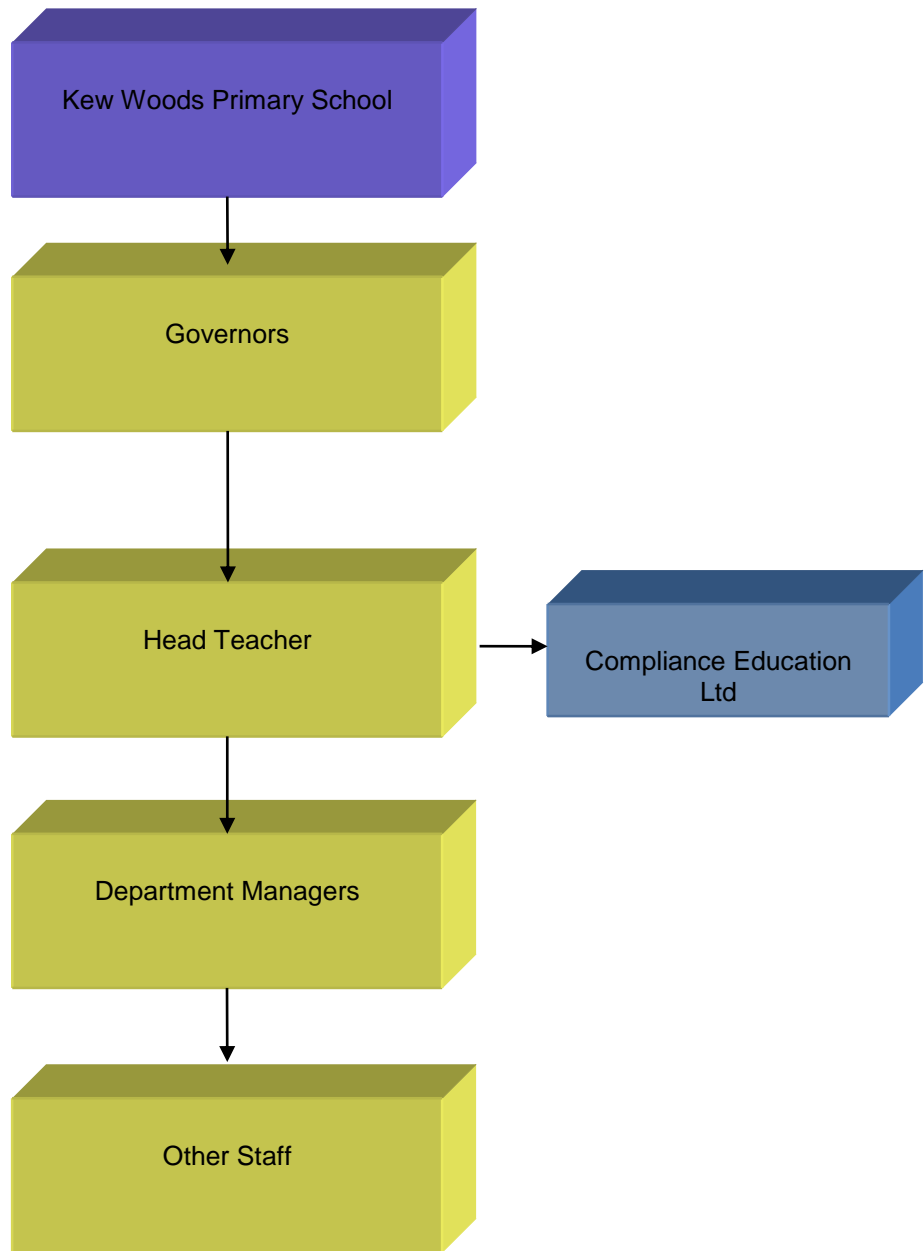 Kew Woods Primary School
Governors
Head Teacher
Compliance Education
Ltd
Department Managers
Other Staff